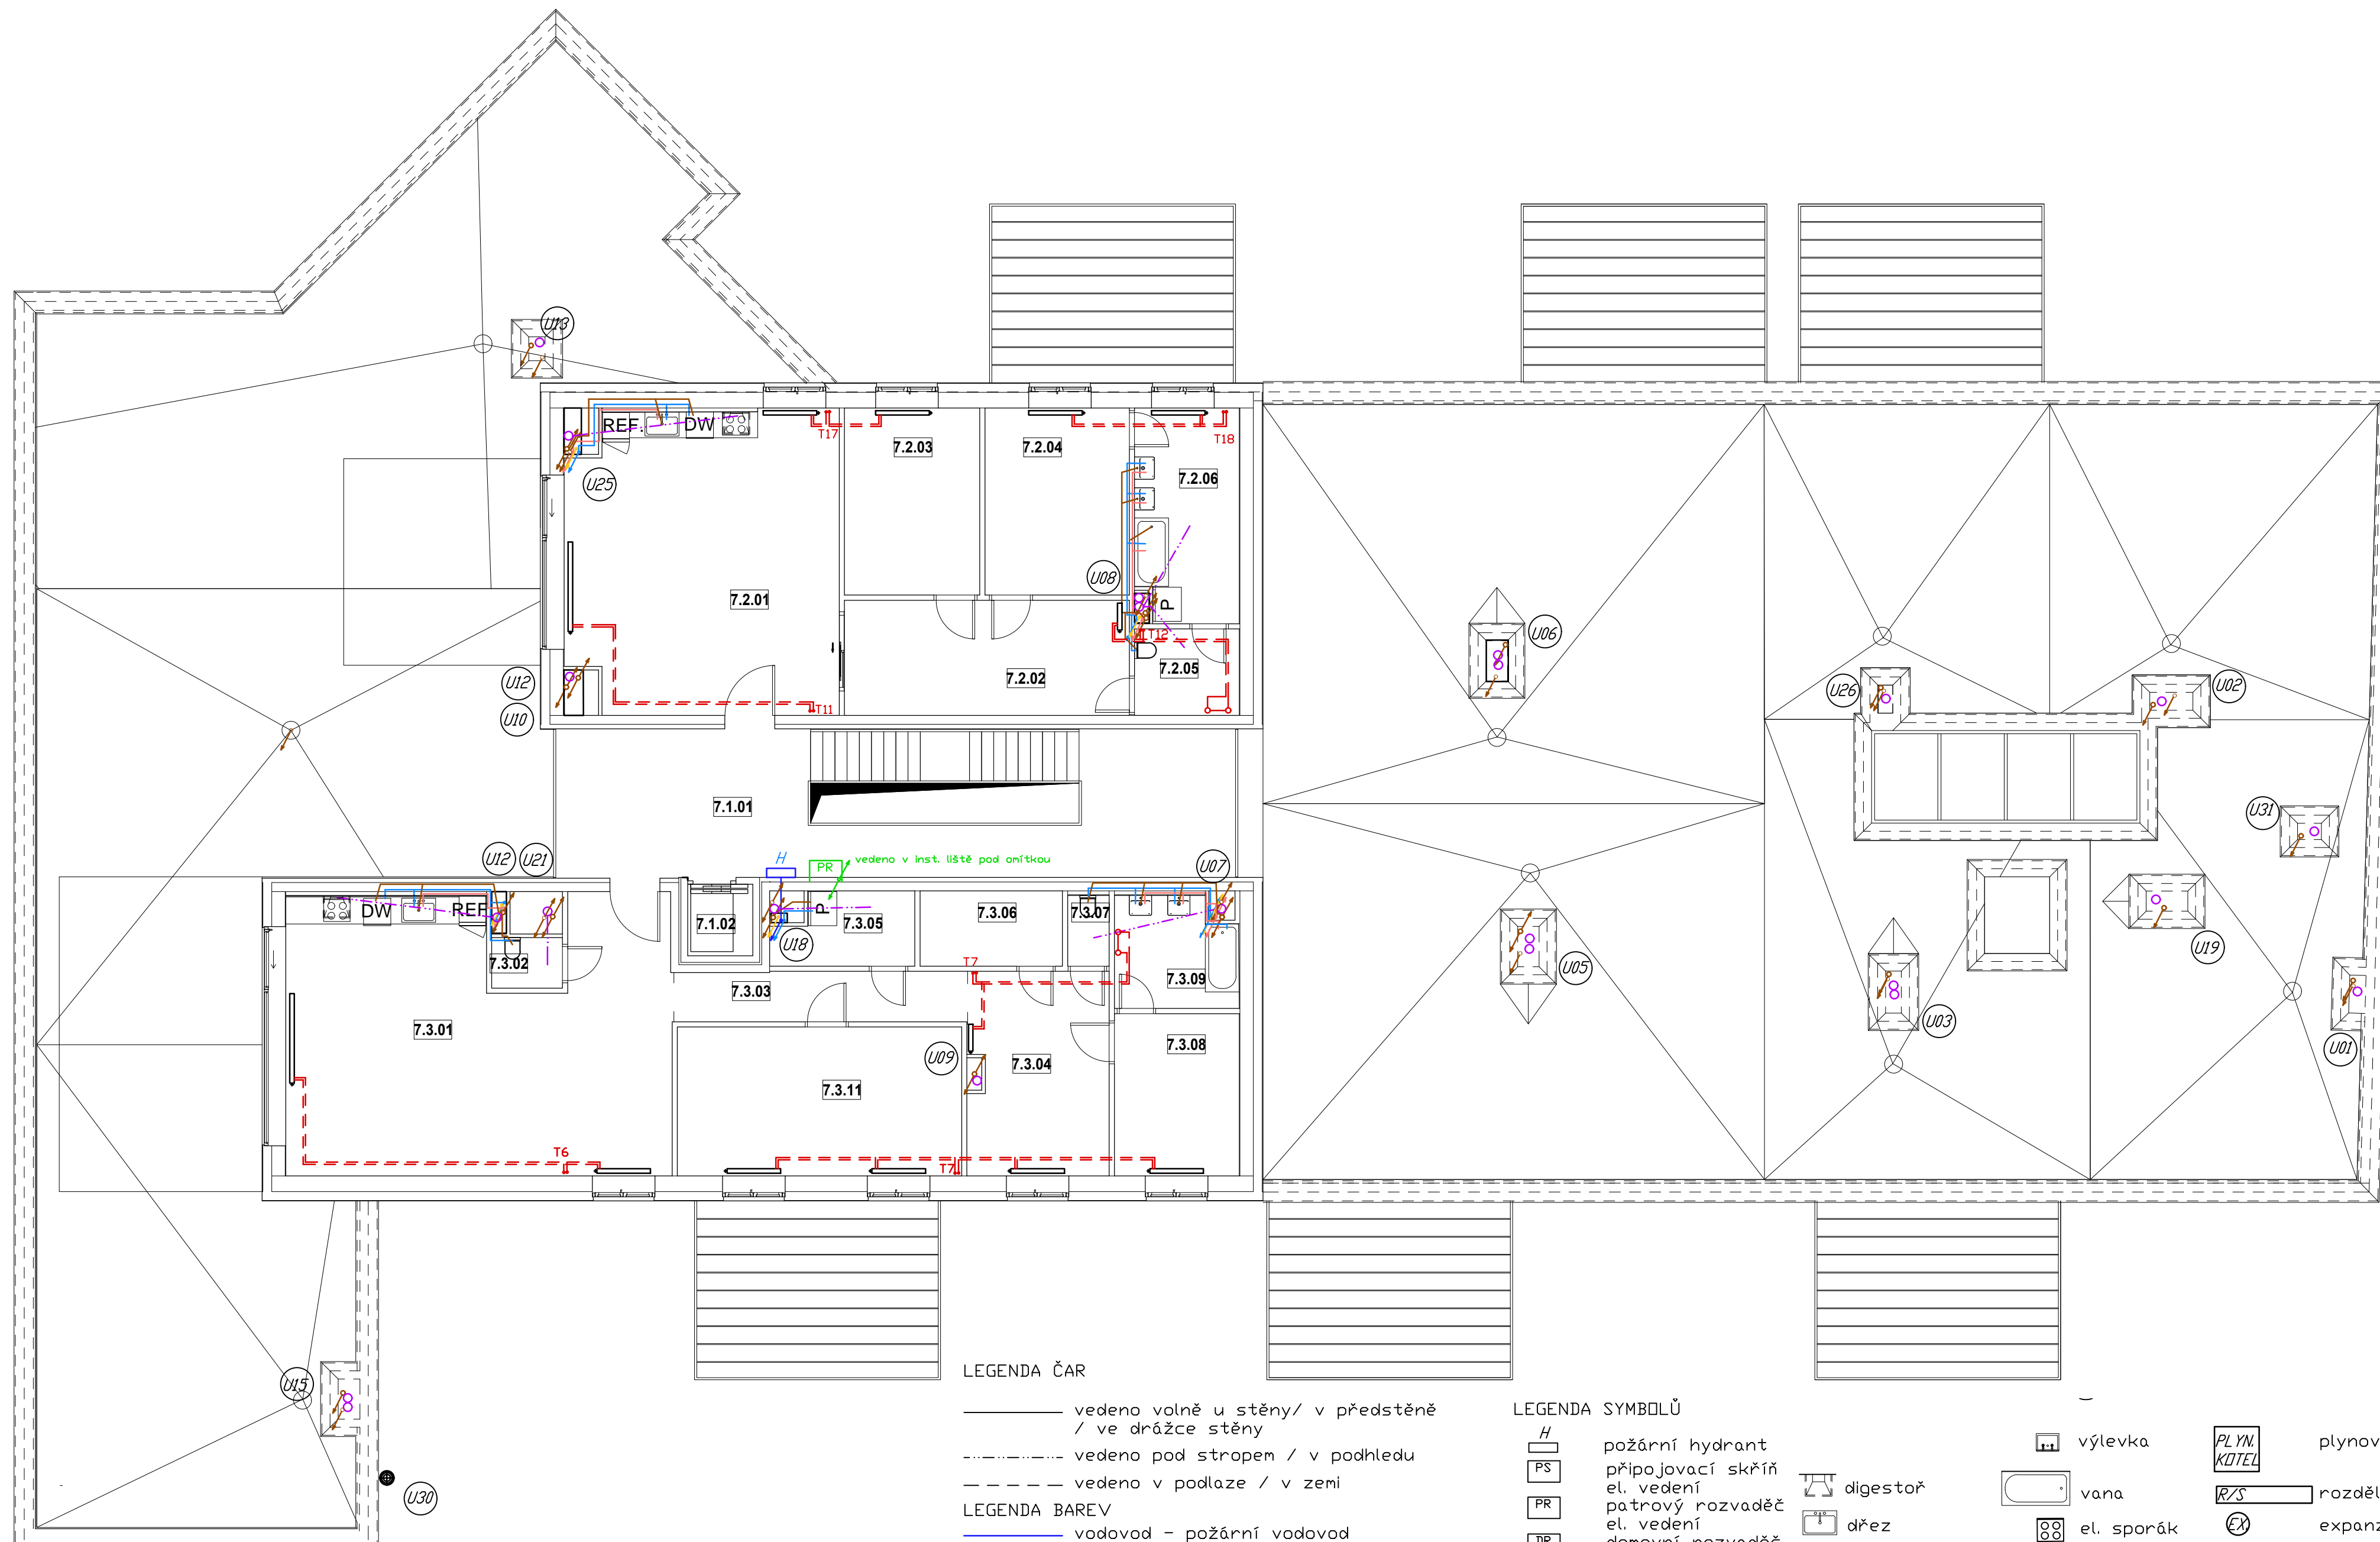 U13
REF.
DW
T17
7.2.03
7.2.04
T18
7.2.06
U25
U08
7.2.01
P
T12
U06
7.2.05
7.2.02
U12
U26
U02
U10
T11
7.1.01
U31
H
PR
vedeno v inst. liště pod omítkou
U12
U21
U07
DW
REF.
7.1.02
P
7.3.05
7.3.06
7.3.07
U18
U19
7.3.02
T7
U05
7.3.03
7.3.09
U03
7.3.01
U09
7.3.04
7.3.08
U01
7.3.11
T6
T7
U15
U30
LEGENDA ČAR
vedeno volně u stěny/ v předstěně
/ ve drážce stěny
vedeno pod stropem / v podhledu
vedeno v podlaze / v zemi
LEGENDA BAREV
vodovod - požární vodovod
LEGENDA SYMBOLŮ
H
požární hydrant
PS
připojovací skříň
el. vedení
PR
patrový rozvaděč
el. vedení
digestoř
dřez
výlevka
vana
el. sporák
PLYN.
KOTEL
plynov
R/S
rozděl
EX.
expanz